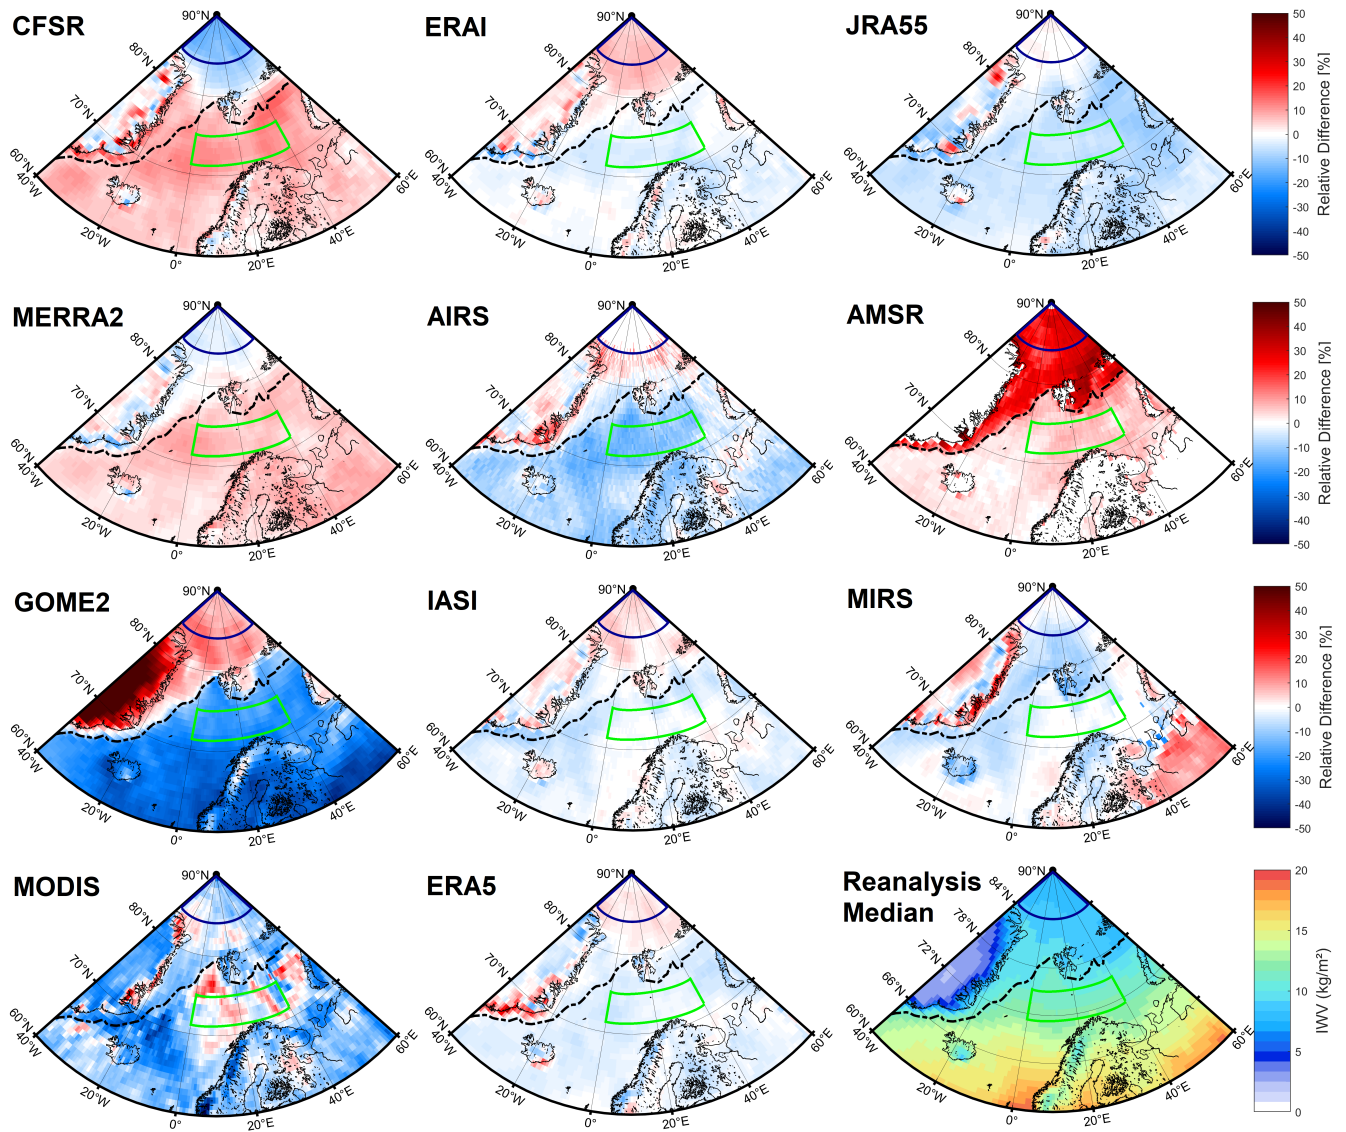 CFSR
90°N
80°N
70°N
60°N
40°W
20°W
0°
20°E
40°E
60°E
ERAI
90°N
80°N
70°N
60°N
40°W
20°W
0°
20°E
40°E
60°E
JRA55
90°N
80°N
70°N
60°N
40°W
20°W
0°
20°E
40°E
60°E
50
40
30
20
10
0
-10
-20
-30
-40
-50
Relative Difference [%]
MERRA2
90°N
80°N
70°N
60°N
40°W
20°W
0°
20°E
40°E
60°E
AIRS
90°N
80°N
70°N
60°N
40°W
20°W
0°
20°E
40°E
60°E
AMSR
90°N
80°N
70°N
60°N
40°W
20°W
0°
20°E
40°E
60°E
50
40
30
20
10
0
-10
-20
-30
-40
-50
Relative Difference [%]
GOME2
90°N
80°N
70°N
60°N
40°W
20°W
0°
20°E
40°E
60°E
IASI
90°N
80°N
70°N
60°N
40°W
20°W
0°
20°E
40°E
60°E
MIRS
90°N
80°N
70°N
60°N
40°W
20°W
0°
20°E
40°E
60°E
50
40
30
20
10
0
-10
-20
-30
-40
-50
Relative Difference [%]
MODIS
90°N
80°N
70°N
60°N
40°W
20°W
0°
20°E
40°E
60°E
ERA5
90°N
80°N
70°N
60°N
40°W
20°W
0°
20°E
40°E
60°E
Reanalysis
Median
90°N
84°N
78°N
72°N
66°N
60°N
40°W
20°W
0°
20°E
40°E
60°E
20
15
10
5
0
IWV (kg/m²)